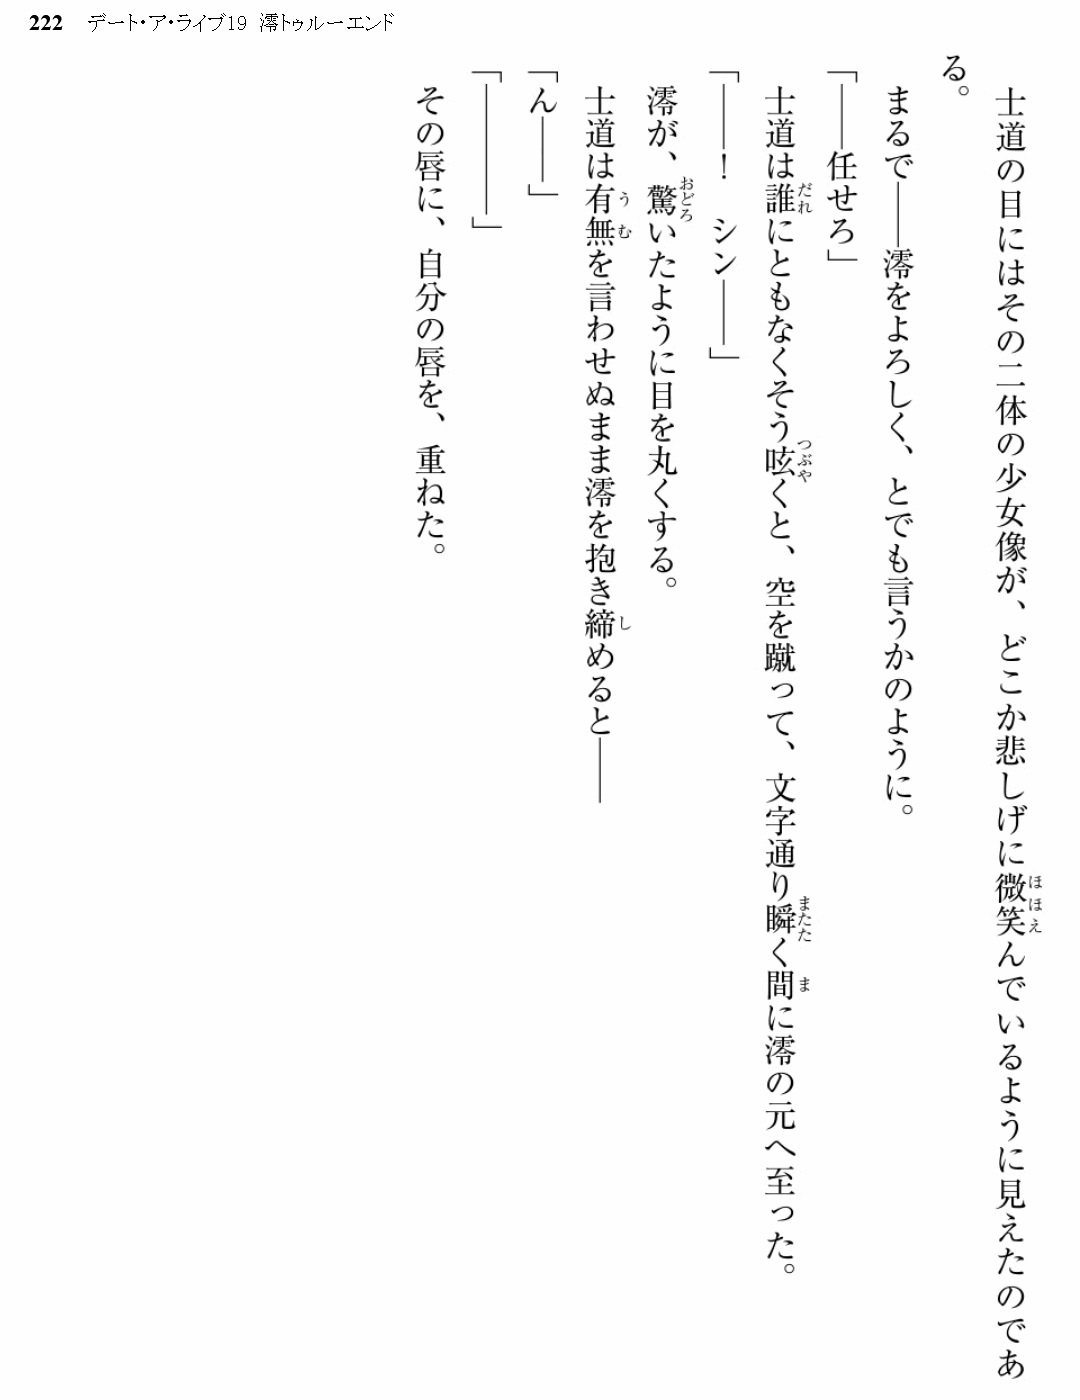 222 デート・ア・ライブ19 澪トゥルーエンド
士道の目にはその二体の少女像が、どこか悲しげに微笑んでいるように見えたのであ
る。
まるで——澪をよろしく、とでも言うかのように。
「——任せろ」
士道は誰にともなくそう呟くと、空を蹴って、文字通り瞬く間に澪の元へ至った。
「——！　シン——」
澪が、驚いたように目を丸くする。
士道は有無を言わせぬまま澪を抱き締めると——
「ん——」
「————」
その唇に、自分の唇を、重ねた。